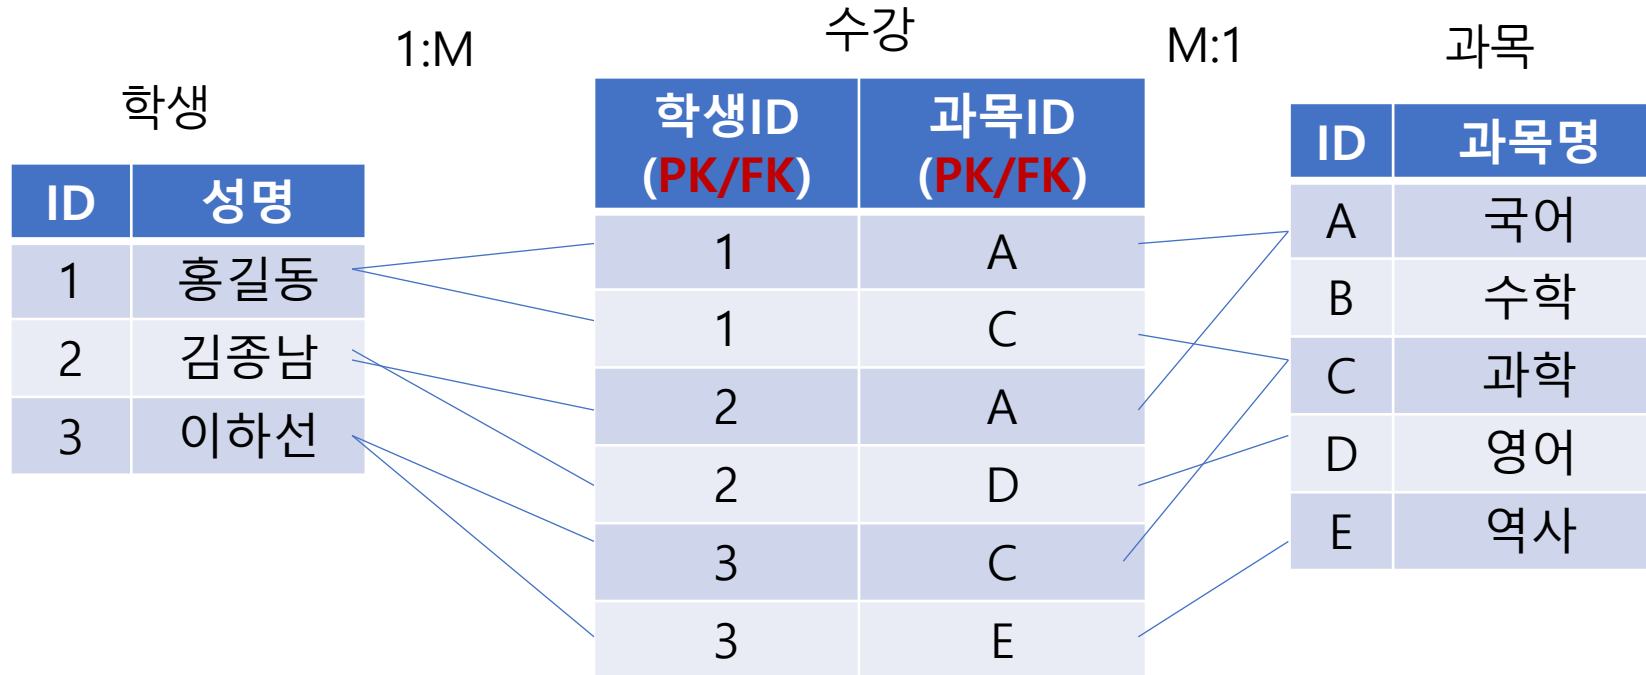 학생
ID 성명
1 홍길동
2 김종남
3 이하선
1:M
수강
학생ID 과목ID
(PK/FK) (PK/FK)
1 A
1 C
2 A
2 D
3 C
3 E
M:1
과목
ID 과목명
A 국어
B 수학
C 과학
D 영어
E 역사